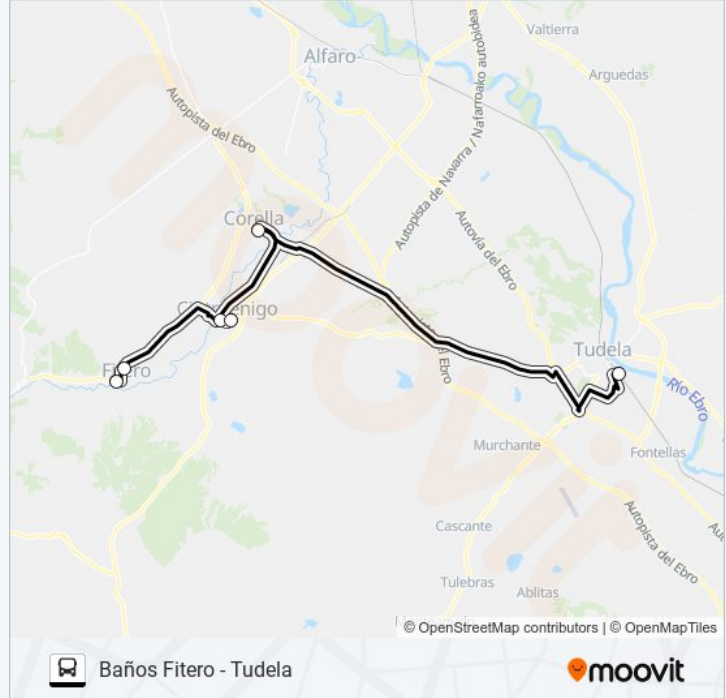 Valtierra
Alfaro
Arguedas
Autopista del Ebro
Autopista de Navarra / Nafarroako autobidea
Corella
Autovía del Ebro
Tudela
Fitero
Río Ebro
Murchante
Fontellas
Cascante
Autopista del Ebro
Tulebras
Ablitas
© OpenStreetMap contributors | © OpenMapTiles
Baños Fitero - Tudela
moovit